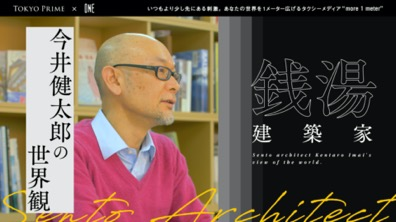 TOKYO PRIME × ONE
いつもより少し先にある刺激。あなたの世界を1メーター広げるタクシーメディア "more 1 meter"
今井健太郎の
世界観
銭湯
建築家
Sento architect Kentaro Imai's
view of the world.
Sento Architect